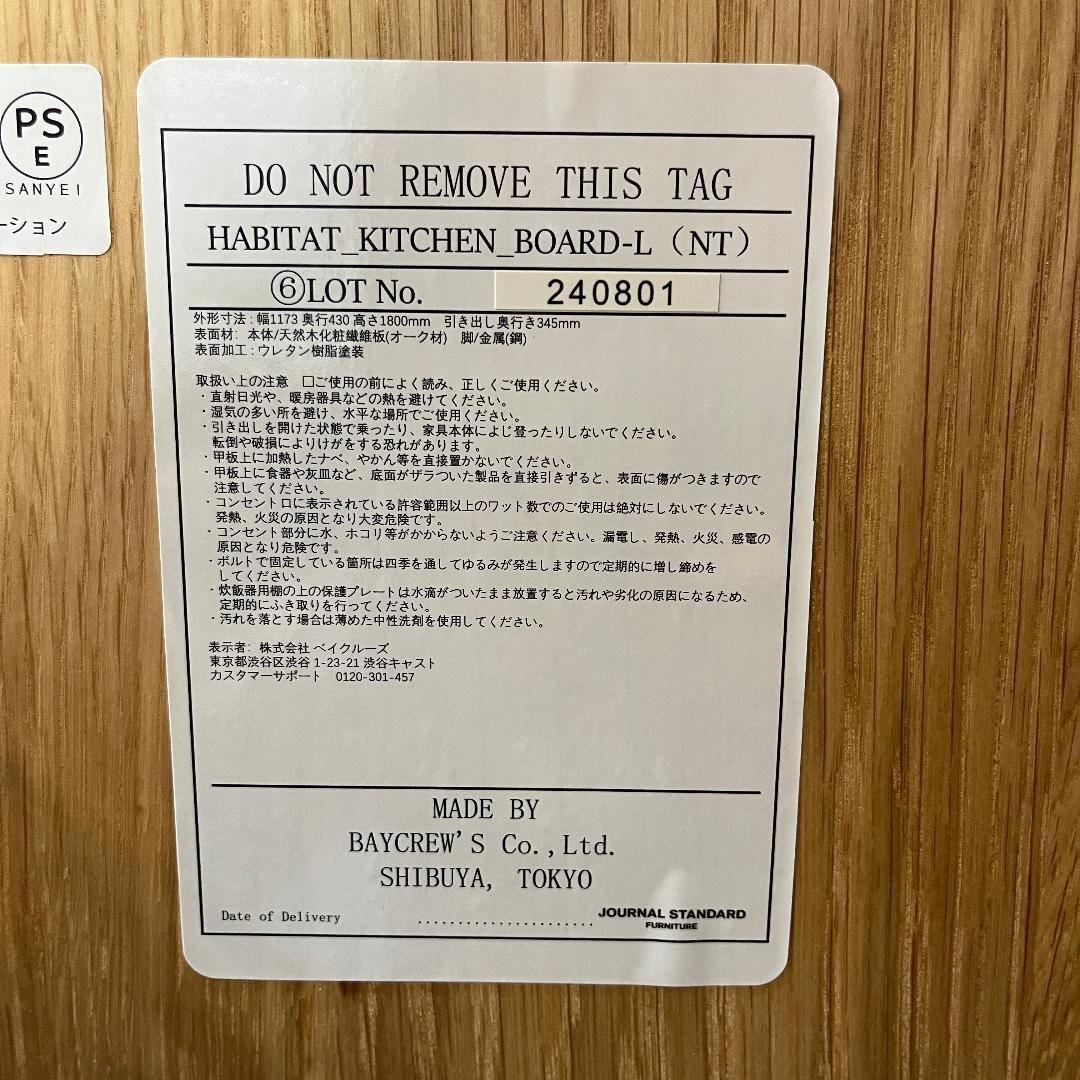 PS
E
SANYEI
ーション
DO NOT REMOVE THIS TAG
HABITAT_KITCHEN_BOARD-L（NT）
⑥LOT No. 240801
外形寸法：幅1173 奥行430 高さ1800mm　引き出し奥行き345mm
表面材：本体/天然木化粧繊維板(オーク材)　脚/金属(鋼)
表面加工：ウレタン樹脂塗装
取扱い上の注意　□ご使用の前によく読み、正しくご使用ください。
・直射日光や、暖房器具などの熱を避けてください。
・湿気の多い所を避け、水平な場所でご使用ください。
・引き出しを開けた状態で乗ったり、家具本体によじ登ったりしないでください。
転倒や破損によりけがをする恐れがあります。
・甲板上に加熱したナベ、やかん等を直接置かないでください。
・甲板上に食器や灰皿など、底面がザラついた製品を直接引きずると、表面に傷がつきますので
注意してください。
・コンセント口に表示されている許容範囲以上のワット数でのご使用は絶対にしないでください。
発熱、火災の原因となり大変危険です。
・コンセント部分に水、ホコリ等がかからないようご注意ください。漏電し、発熱、火災、感電の
原因となり危険です。
・ボルトで固定している箇所は四季を通してゆるみが発生しますので定期的に増し締めを
してください。
・炊飯器用棚の上の保護プレートは水滴がついたまま放置すると汚れや劣化の原因になるため、
定期的にふき取りを行ってください。
・汚れを落とす場合は薄めた中性洗剤を使用してください。
表示者：株式会社 ベイクルーズ
東京都渋谷区渋谷 1-23-21 渋谷キャスト
カスタマーサポート　0120-301-457
MADE BY
BAYCREW'S Co.,Ltd.
SHIBUYA, TOKYO
Date of Delivery ......................
JOURNAL STANDARD
FURNITURE